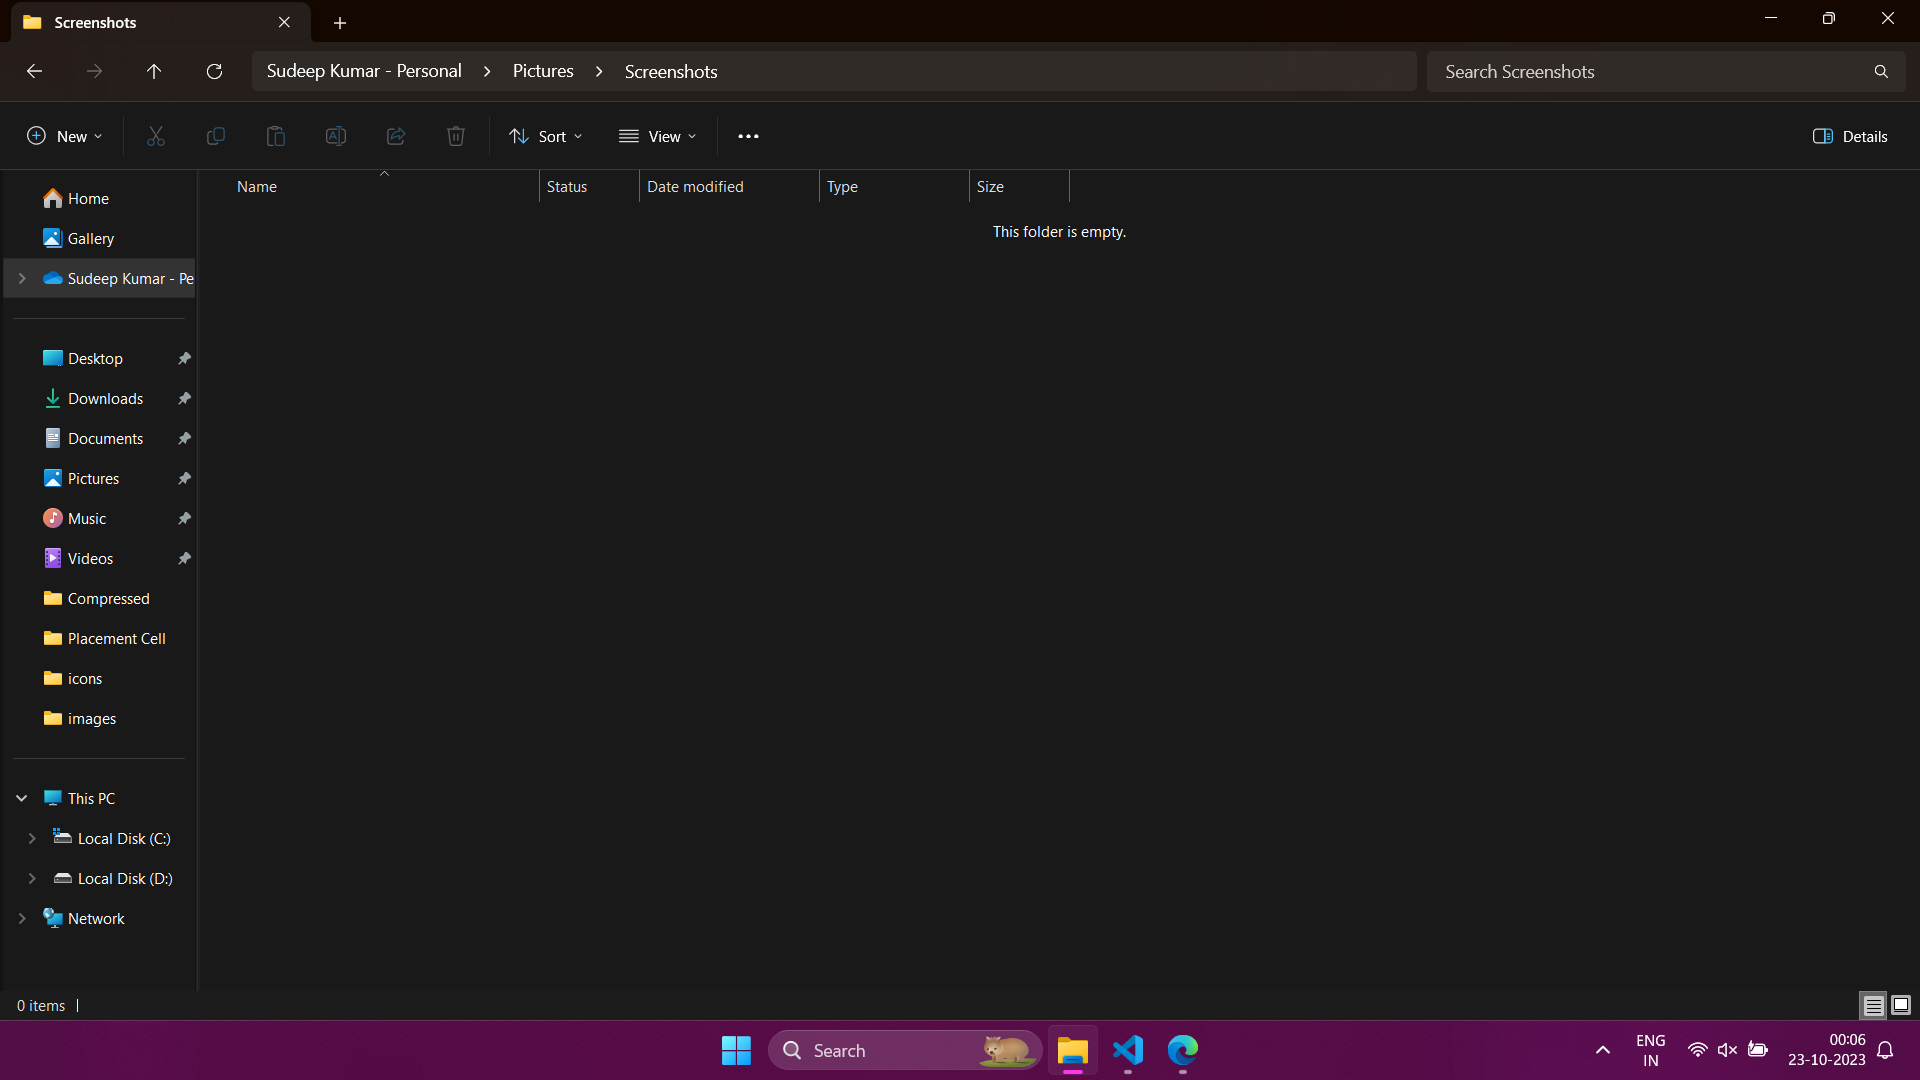 Screenshots
Sudeep Kumar - Personal > Pictures > Screenshots
Search Screenshots
New
Sort
View
Details
Name Status Date modified Type Size
This folder is empty.
Home
Gallery
Sudeep Kumar - Pe
Desktop
Downloads
Documents
Pictures
Music
Videos
Compressed
Placement Cell
icons
images
This PC
Local Disk (C:)
Local Disk (D:)
Network
0 items
Search
ENG
IN
00:06
23-10-2023